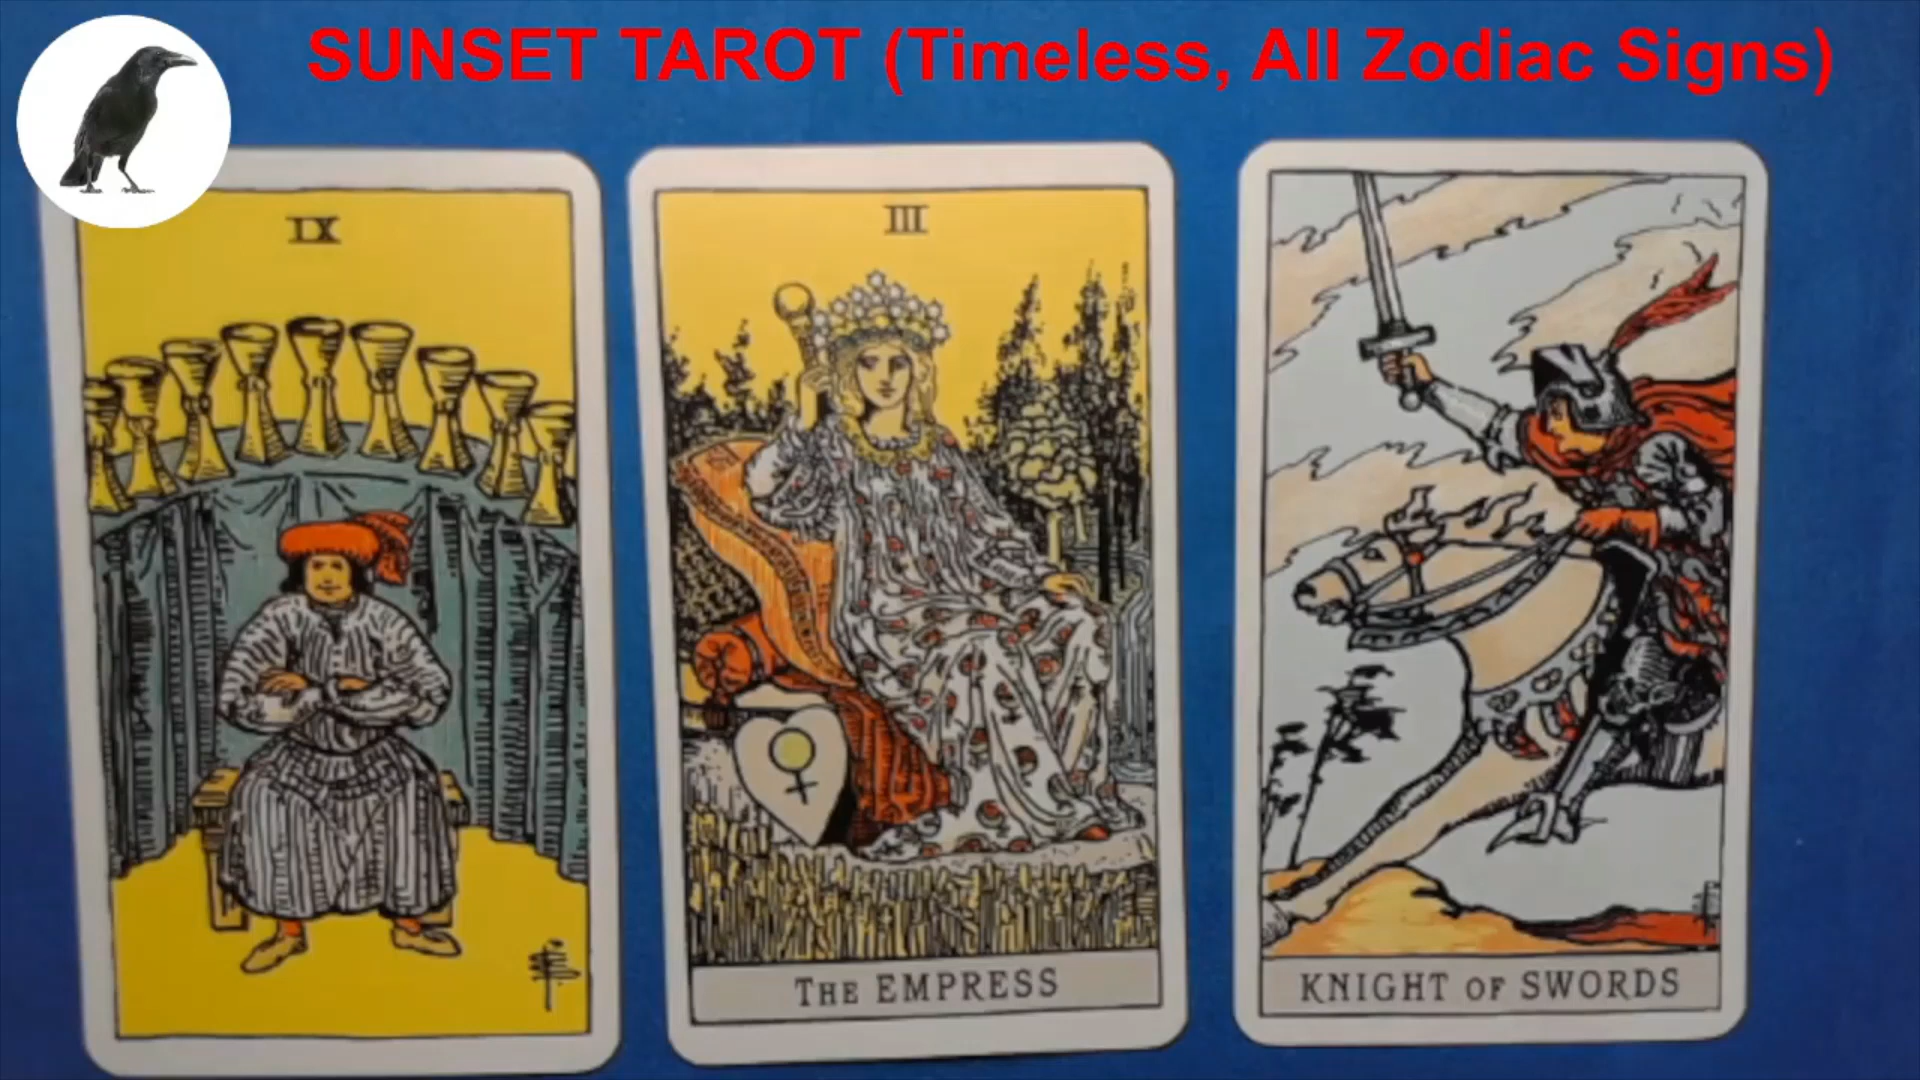 SUNSET TAROT (Timeless, All Zodiac Signs)
IX
III
THE EMPRESS
KNIGHT OF SWORDS